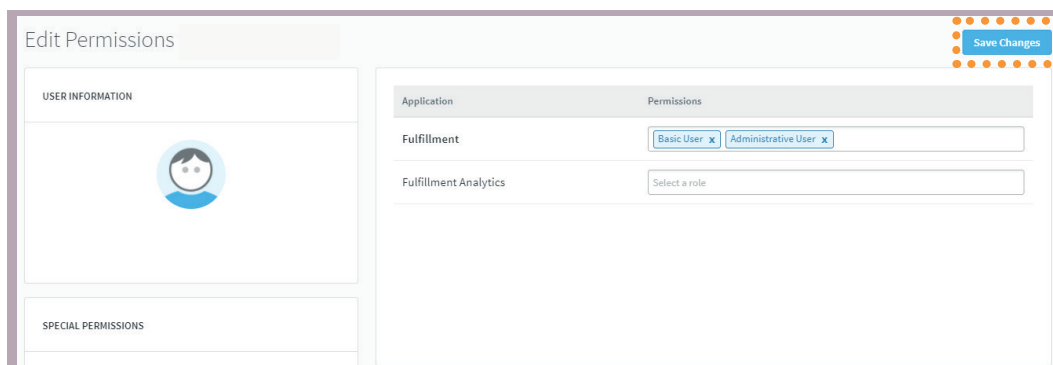 Edit Permissions
Save Changes
USER INFORMATION
Application Permissions
Fulfillment Basic User x Administrative User x
Fulfillment Analytics Select a role
SPECIAL PERMISSIONS